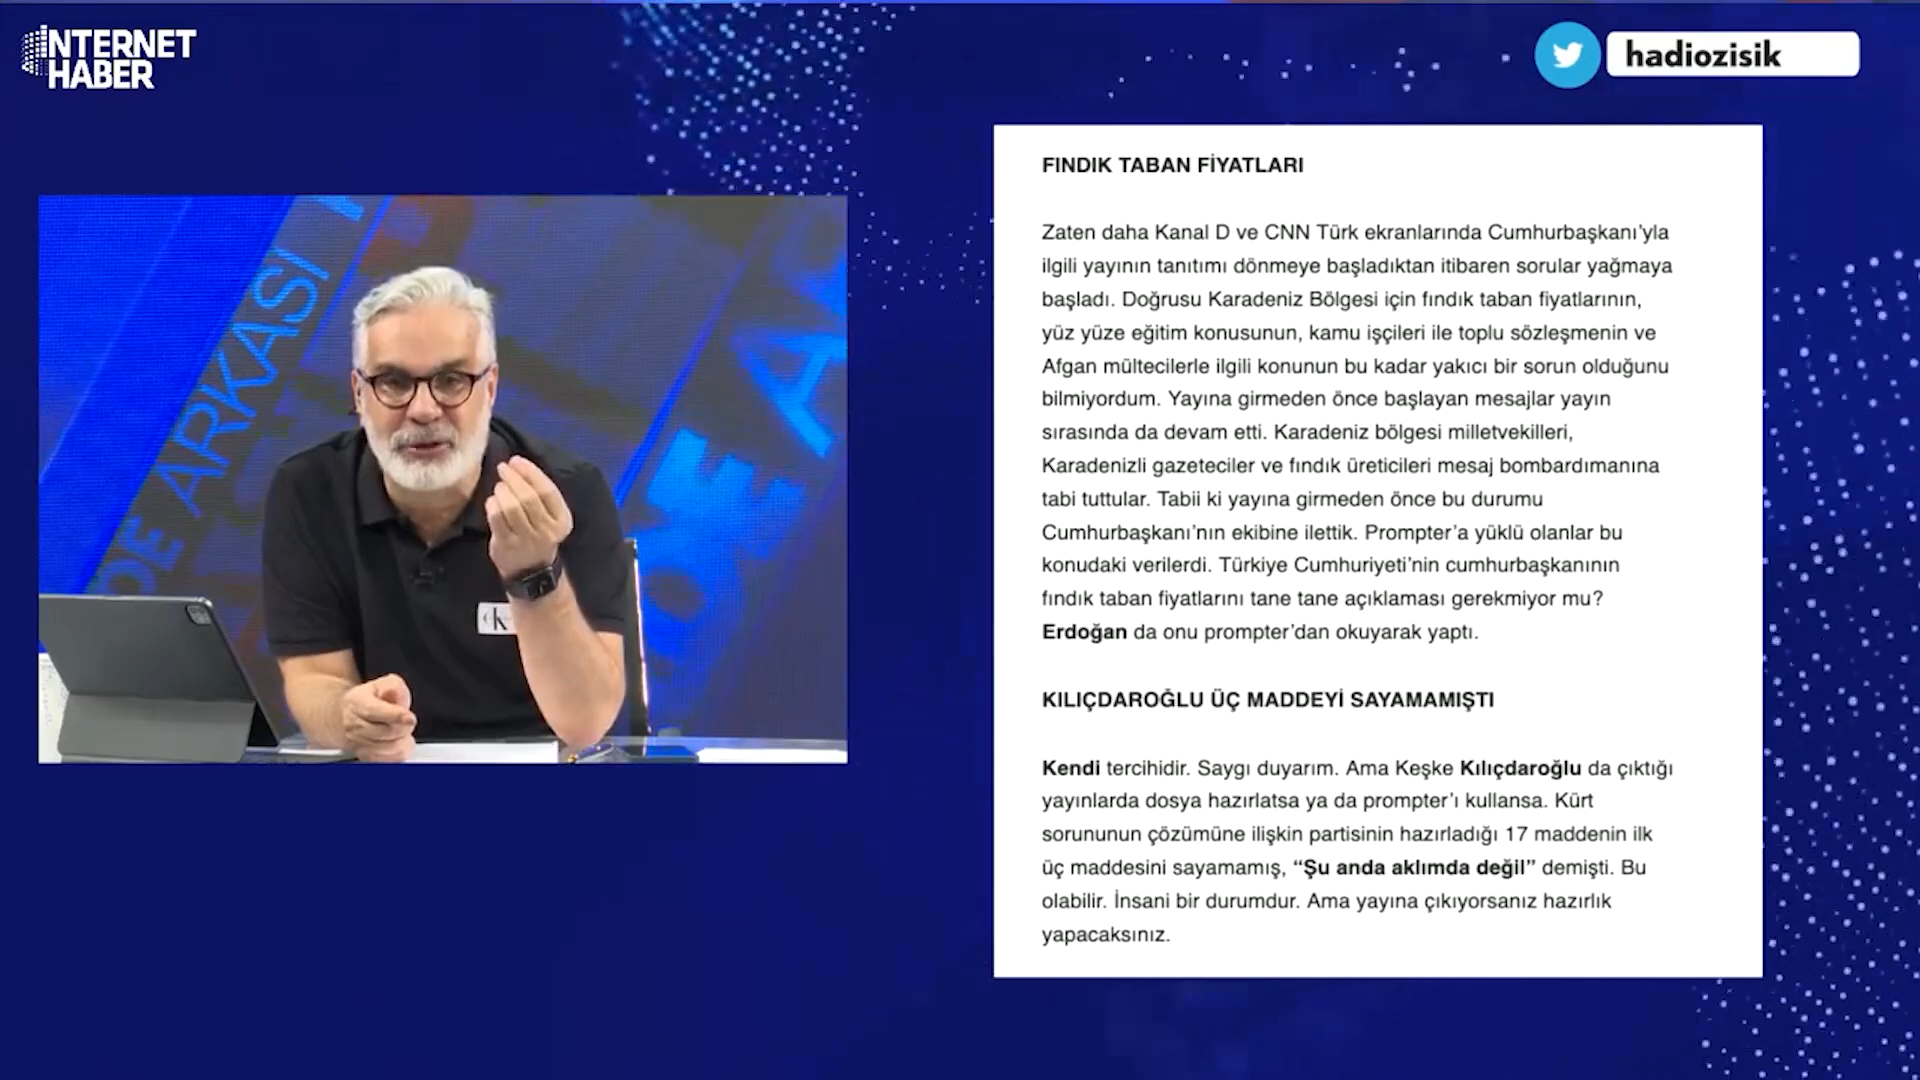 İNTERNET
HABER
hadiozisik
DE ARKASI
FINDIK TABAN FİYATLARI
Zaten daha Kanal D ve CNN Türk ekranlarında Cumhurbaşkanı’yla
ilgili yayının tanıtımı dönmeye başladıktan itibaren sorular yağmaya
başladı. Doğrusu Karadeniz Bölgesi için fındık taban fiyatlarının,
yüz yüze eğitim konusunun, kamu işçileri ile toplu sözleşmenin ve
Afgan mültecilerle ilgili konunun bu kadar yakıcı bir sorun olduğunu
bilmiyordum. Yayına girmeden önce başlayan mesajlar yayın
sırasında da devam etti. Karadeniz bölgesi milletvekilleri,
Karadenizli gazeteciler ve fındık üreticileri mesaj bombardımanına
tabi tuttular. Tabii ki yayına girmeden önce bu durumu
Cumhurbaşkanı’nın ekibine ilettik. Prompter’a yüklü olanlar bu
konudaki verilerdi. Türkiye Cumhuriyeti’nin cumhurbaşkanının
fındık taban fiyatlarını tane tane açıklaması gerekmiyor mu?
Erdoğan da onu prompter’dan okuyarak yaptı.
KILIÇDAROĞLU ÜÇ MADDEYİ SAYAMAMIŞTI
Kendi tercihidir. Saygı duyarım. Ama Keşke Kılıçdaroğlu da çıktığı
yayınlarda dosya hazırlatsa ya da prompter’ı kullansa. Kürt
sorununun çözümüne ilişkin partisinin hazırladığı 17 maddenin ilk
üç maddesini sayamamış, “Şu anda aklımda değil” demişti. Bu
olabilir. İnsani bir durumdur. Ama yayına çıkıyorsanız hazırlık
yapacaksınız.